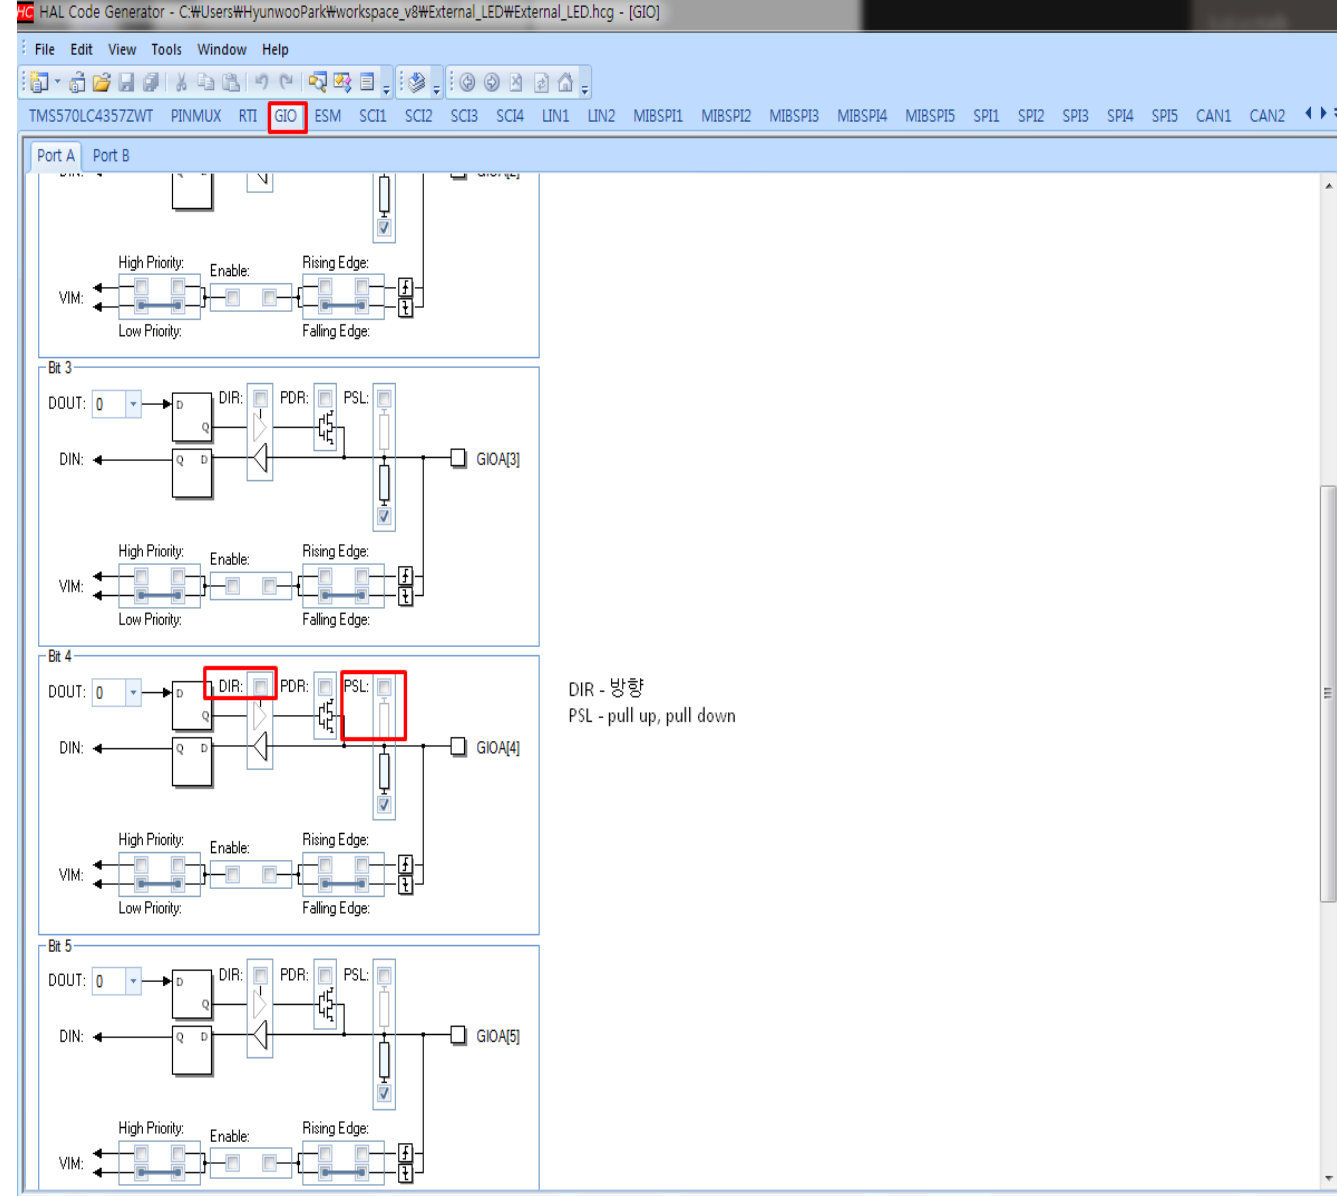 HC HAL Code Generator - C:₩Users₩HyunwooPark₩workspace_v8₩External_LED₩External_LED.hcg - [GIO]
File Edit View Tools Window Help
TMS570LC4357ZWT PINMUX RTI GIO ESM SCI1 SCI2 SCI3 SCI4 LIN1 LIN2 MIBSPI1 MIBSPI2 MIBSPI3 MIBSPI4 MIBSPI5 SPI1 SPI2 SPI3 SPI4 SPI5 CAN1 CAN2
Port A Port B
DIN: Q D GIOA[2]
High Priority: Enable: Rising Edge:
VIM:
Low Priority: Falling Edge:
Bit 3
DOUT: 0 D Q DIR: PDR: PSL:
DIN: Q D GIOA[3]
High Priority: Enable: Rising Edge:
VIM:
Low Priority: Falling Edge:
Bit 4
DOUT: 0 D Q DIR: PDR: PSL:
DIR - 방향
PSL - pull up, pull down
DIN: Q D GIOA[4]
High Priority: Enable: Rising Edge:
VIM:
Low Priority: Falling Edge:
Bit 5
DOUT: 0 D Q DIR: PDR: PSL:
DIN: Q D GIOA[5]
High Priority: Enable: Rising Edge:
VIM: